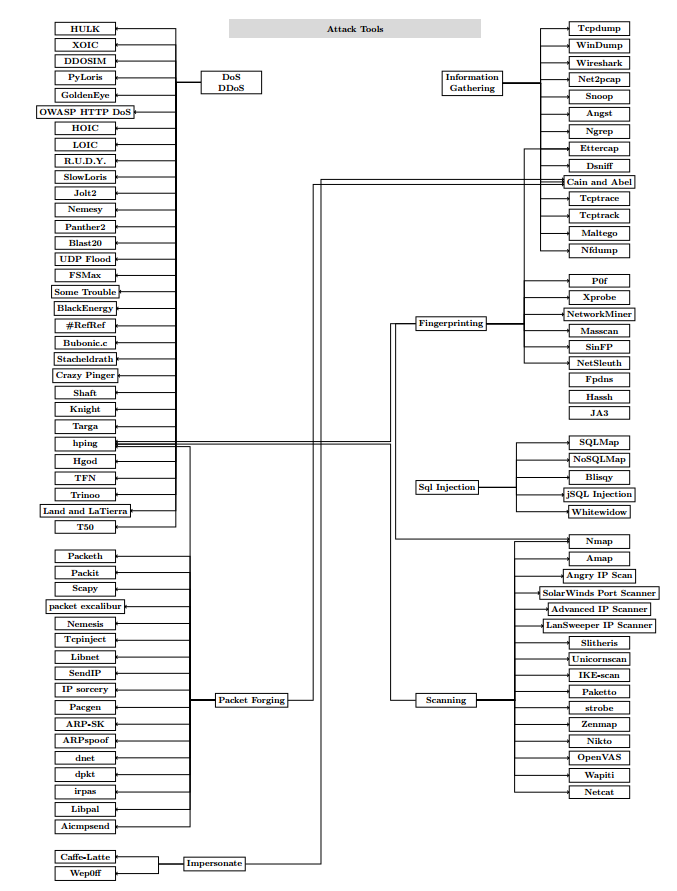 Attack Tools
HULK
XOIC
DDOSIM
PyLoris
GoldenEye
OWASP HTTP DoS
HOIC
LOIC
R.U.D.Y.
SlowLoris
Jolt2
Nemesy
Panther2
Blast20
UDP Flood
FSMax
Some Trouble
BlackEnergy
#RefRef
Bubonic.c
Stacheldrath
Crazy Pinger
Shaft
Knight
Targa
hping
Hgod
TFN
Trinoo
Land and LaTierra
T50
Packeth
Packit
Scapy
packet excalibur
Nemesis
Tcpinject
Libnet
SendIP
IP sorcery
Pacgen
ARP-SK
ARPspoof
dnet
dpkt
irpas
Libpal
Aicmpsend
Caffe-Latte
Wep0ff
DoS
DDoS
Packet Forging
Impersonate
Information
Gathering
Fingerprinting
Sql Injection
Scanning
Tcpdump
WinDump
Wireshark
Net2pcap
Snoop
Angst
Ngrep
Ettercap
Dsniff
Cain and Abel
Tcptrace
Tcptrack
Maltego
Nfdump
P0f
Xprobe
NetworkMiner
Masscan
SinFP
NetSleuth
Fpdns
Hassh
JA3
SQLMap
NoSQLMap
Blisqy
jSQL Injection
Whitewidow
Nmap
Amap
Angry IP Scan
SolarWinds Port Scanner
Advanced IP Scanner
LanSweeper IP Scanner
Slitheris
Unicornscan
IKE-scan
Paketto
strobe
Zenmap
Nikto
OpenVAS
Wapiti
Netcat